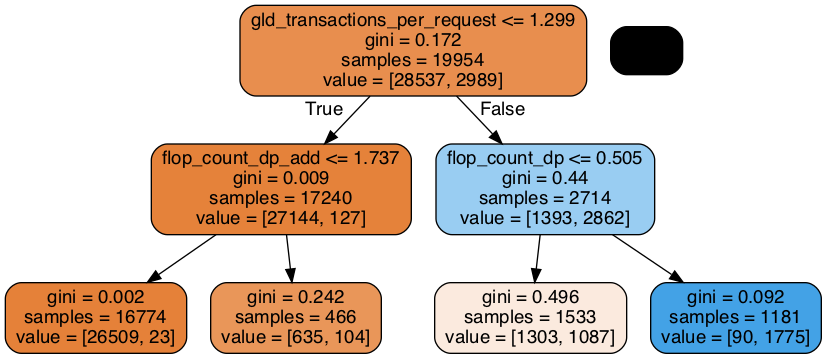 gld_transactions_per_request <= 1.299
gini = 0.172
samples = 19954
value = [28537, 2989]
True
False
flop_count_dp_add <= 1.737
gini = 0.009
samples = 17240
value = [27144, 127]
flop_count_dp <= 0.505
gini = 0.44
samples = 2714
value = [1393, 2862]
gini = 0.002
samples = 16774
value = [26509, 23]
gini = 0.242
samples = 466
value = [635, 104]
gini = 0.496
samples = 1533
value = [1303, 1087]
gini = 0.092
samples = 1181
value = [90, 1775]